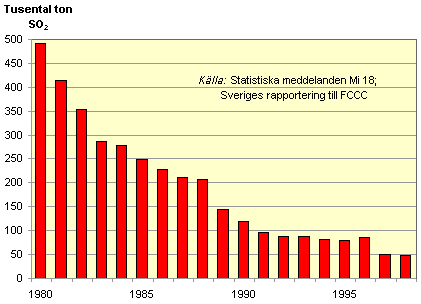 Tusental ton
SO₂
Källa: Statistiska meddelanden Mi 18;
Sveriges rapportering till FCCC
500
450
400
350
300
250
200
150
100
50
0
1980 1985 1990 1995